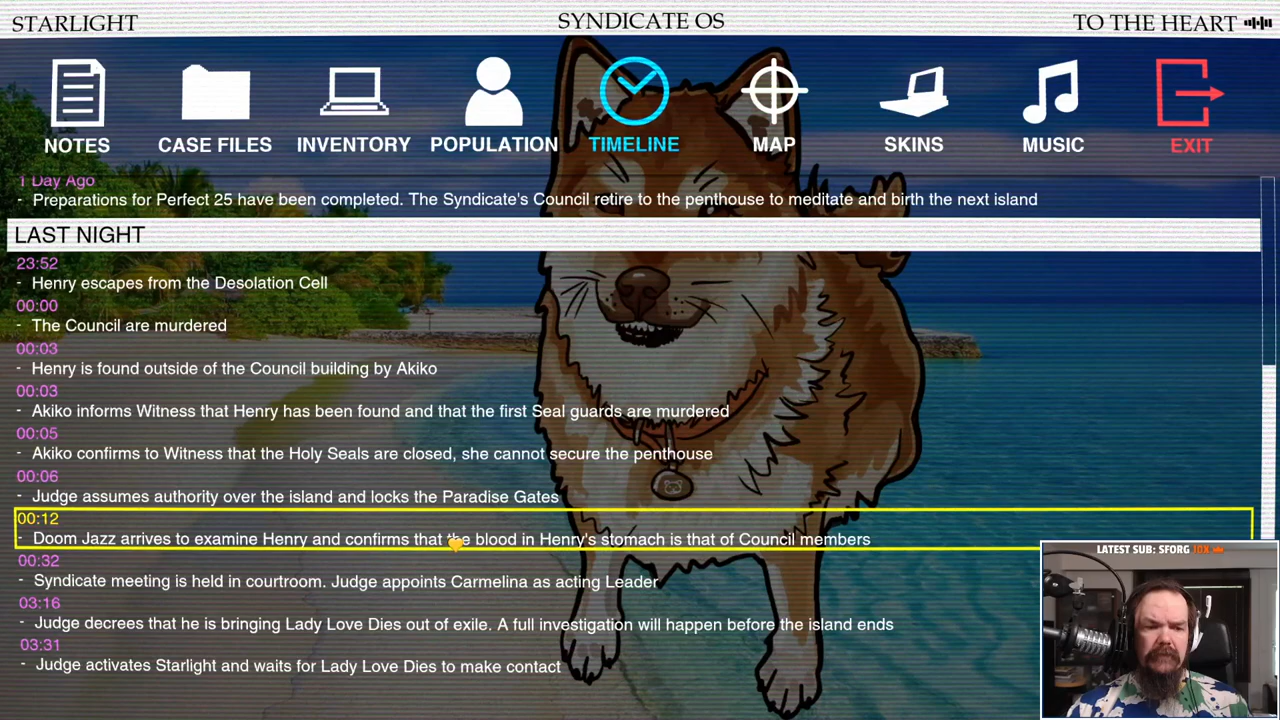 STARLIGHT
SYNDICATE OS
TO THE HEART
NOTES
CASE FILES
INVENTORY
POPULATION
TIMELINE
MAP
SKINS
MUSIC
EXIT
1 Day Ago
- Preparations for Perfect 25 have been completed. The Syndicate's Council retire to the penthouse to meditate and birth the next island
LAST NIGHT
23:52
- Henry escapes from the Desolation Cell
00:00
- The Council are murdered
00:03
- Henry is found outside of the Council building by Akiko
00:03
- Akiko informs Witness that Henry has been found and that the first Seal guards are murdered
00:05
- Akiko confirms to Witness that the Holy Seals are closed, she cannot secure the penthouse
00:06
- Judge assumes authority over the island and locks the Paradise Gates
00:12
- Doom Jazz arrives to examine Henry and confirms that the blood in Henry's stomach is that of Council members
00:32
- Syndicate meeting is held in courtroom. Judge appoints Carmelina as acting Leader
03:16
- Judge decrees that he is bringing Lady Love Dies out of exile. A full investigation will happen before the island ends
03:31
- Judge activates Starlight and waits for Lady Love Dies to make contact
LATEST SUB: SFORG 10X